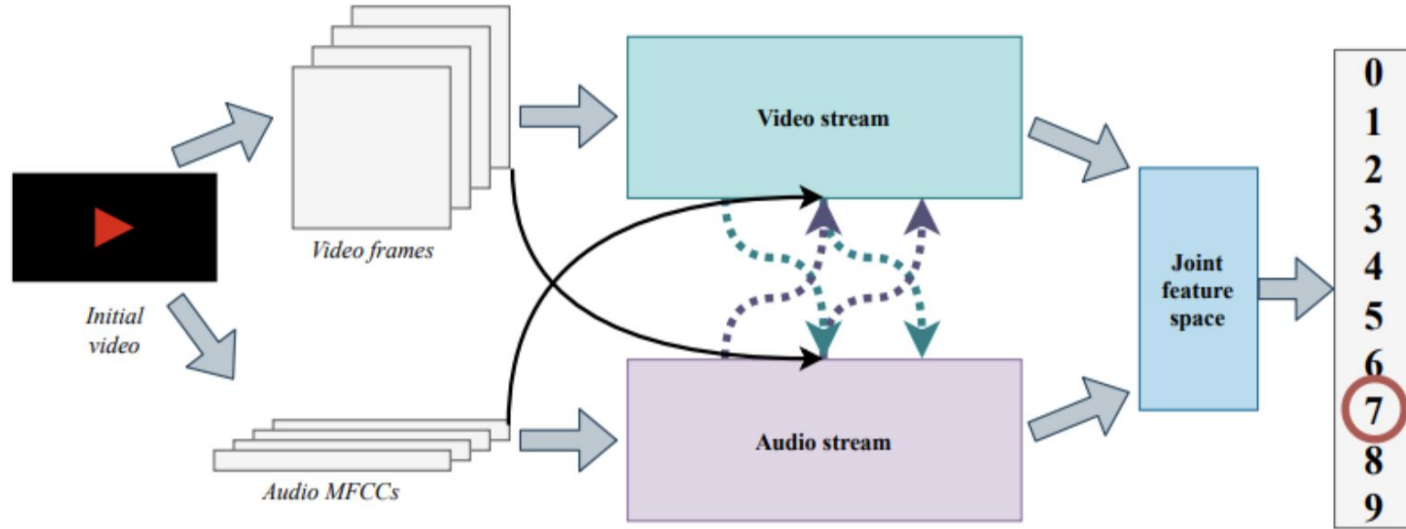 Initial
video
Video frames
Audio MFCCs
Video stream
Audio stream
Joint
feature
space
0
1
2
3
4
5
6
7
8
9